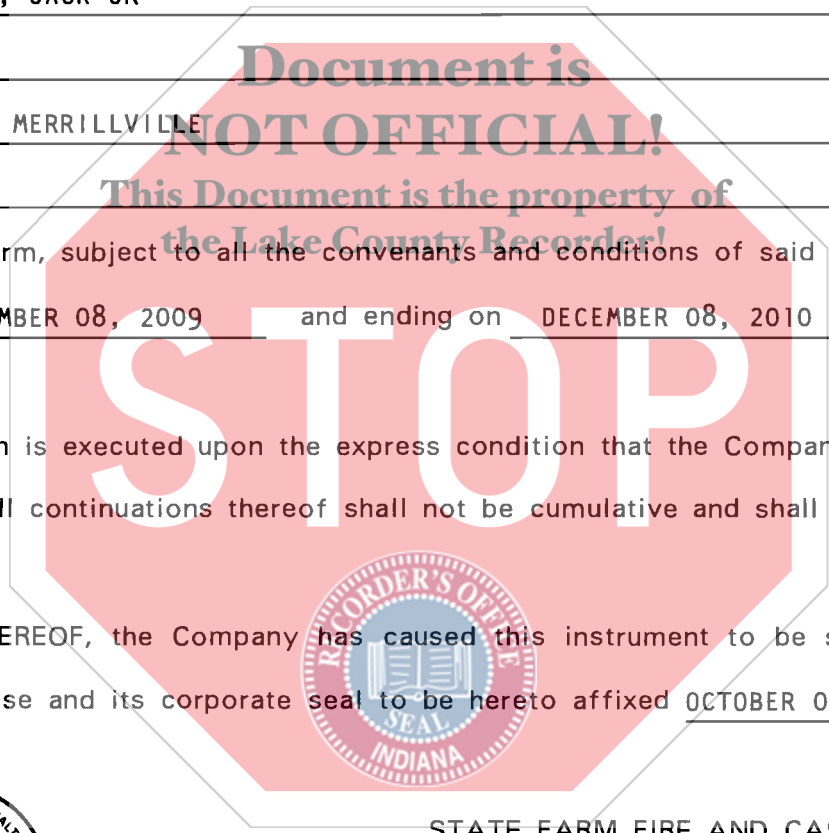 JACK JR
Document is
MERRILLVILLE
NOT OFFICIAL!
This Document is the property of
the Lake County Recorder!
rm, subject to all the convenants and conditions of said
MBER 08, 2009 and ending on DECEMBER 08, 2010
STOP
n is executed upon the express condition that the Compan
ll continuations thereof shall not be cumulative and shall
RECORDER'S OFFICE
EREOF, the Company has caused this instrument to be s
se and its corporate seal to be hereto affixed OCTOBER 0
SEAL
INDIANA
STATE FARM FIRE AND CAS